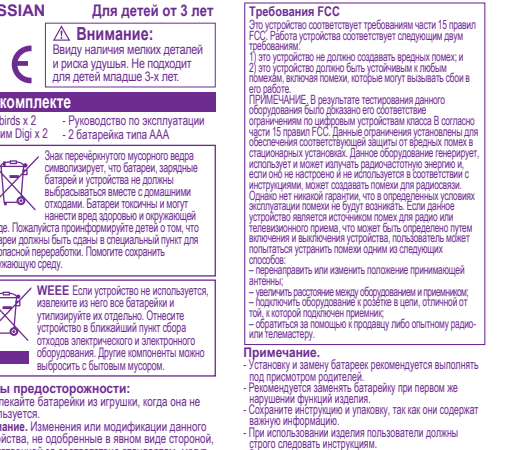 SSIAN
Для детей от 3 лет
⚠ Внимание:
Ввиду наличия мелких деталей
и риска удушья. Не подходит
для детей младше 3-х лет.
комплекте
birds x 2
- Руководство по эксплуатации
им Digi x 2
- 2 батарейка типа AAA
Знак перечёркнутого мусорного ведра
символизирует, что батареи, зарядные
батарей и устройства не должны
выбрасываться вместе с домашними
отходами. Батареи токсичны и могут
нанести вред здоровью и окружающей
де. Пожалуйста проинформируйте детей о том, что
ареи должны быть сданы в специальный пункт для
опасной переработки. Помогите сохранить
ужающую среду.
WEEE Если устройство не используется,
извлеките из него все батарейки и
утилизируйте их отдельно. Отнесите
устройство в ближайший пункт сбора
отходов электрического и электронного
оборудования. Другие компоненты можно
выбросить с бытовым мусором.
ы предосторожности:
лекайте батарейки из игрушки, когда она не
льзуется.
мание. Изменения или модификации данного
йства, не одобренные в явном виде стороной,
Требования FCC
Это устройство соответствует требованиям части 15 правил
FCC. Работа устройства соответствует следующим двум
требованиям:
1) это устройство не должно создавать вредных помех; и
2) это устройство должно быть устойчивым к любым
помехам, включая помехи, которые могут вызывать сбои в
его работе.
ПРИМЕЧАНИЕ. В результате тестирования данного
оборудования было доказано его соответствие
ограничениям по цифровым устройствам класса B согласно
части 15 правил FCC. Данные ограничения установлены для
обеспечения соответствующей защиты от вредных помех в
стационарных установках. Данное оборудование генерирует,
использует и может излучать радиочастотную энергию и,
если оно не настроено и не используется в соответствии с
инструкциями, может создавать помехи для радиосвязи.
Однако нет никакой гарантии, что в определенных условиях
эксплуатации помехи не будут возникать. Если данное
устройство является источником помех для радио или
телевизионного приема, что может быть определено путем
включения и выключения устройства, пользователь может
попытаться устранить помехи одним из следующих
способов:
– перенаправить или изменить положение принимающей
антенны;
– увеличить расстояние между оборудованием и приемником;
– подключить оборудование к розетке в цепи, отличной от
той, к которой подключен приемник;
– обратиться за помощью к продавцу либо опытному радио-
или телемастеру.
Примечание.
- Установку и замену батареек рекомендуется выполнять
под присмотром родителей.
- Рекомендуется заменять батарейку при первом же
нарушении функций изделия.
- Сохраните инструкцию и упаковку, так как они содержат
важную информацию.
- При использовании изделия пользователи должны
строго следовать инструкциям.